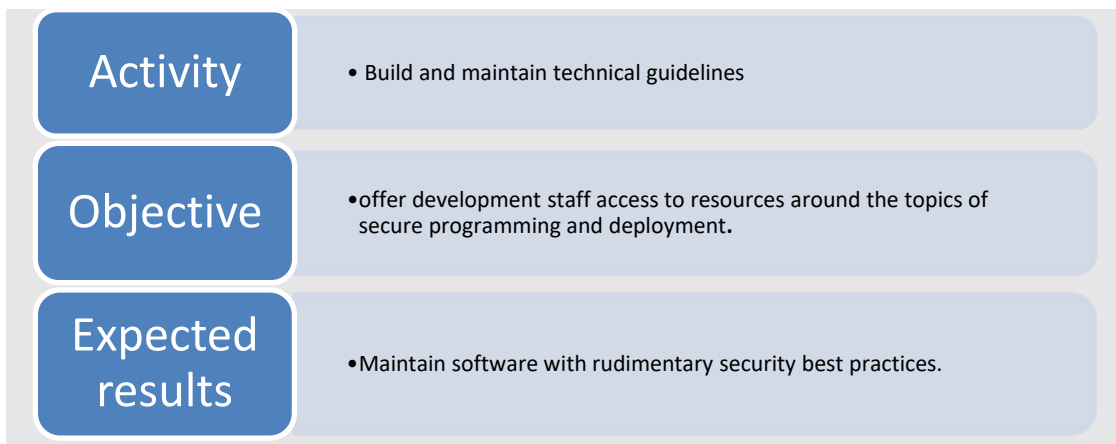 Activity
• Build and maintain technical guidelines
Objective
•offer development staff access to resources around the topics of
secure programming and deployment.
Expected
results
•Maintain software with rudimentary security best practices.